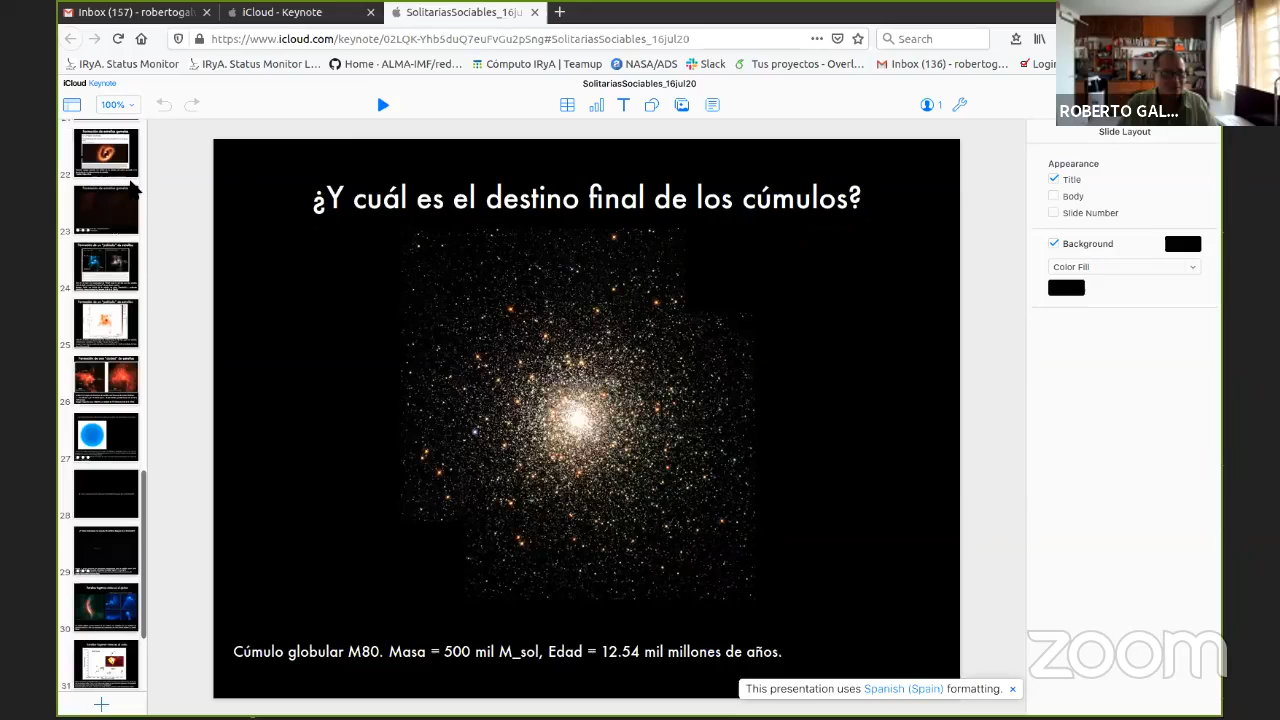 Inbox (157) – robertogal
iCloud - Keynote
SolitariasSociables_16ju
https://www.icloud.com/keynote/02LQK-Yhb5duO7euvGu2pSng#SolitariasSociables_16jul20
Search
IRyA. Status Monitor
IRyA. Status Monitor L...
Home - ALMA
Cómputo IRyA | Teamup
NASA/ADS
Slack
Tus proyectos - Overl...
Inbox (136) – robertog...
Login
iCloud Keynote
SolitariasSociables_16jul20
100%
1
ROBERTO GAL...
Slide Layout
Appearance
Title
Body
Slide Number
Background
Color Fill
22
23
24
25
26
27
28
29
30
31
¿Y cuál es el destino final de los cúmulos?
Cúmulo globular M80. Masa = 500 mil M_sol. Edad = 12.54 mil millones de años.
This presentation uses Spanish (Spain) formatting.
zoom